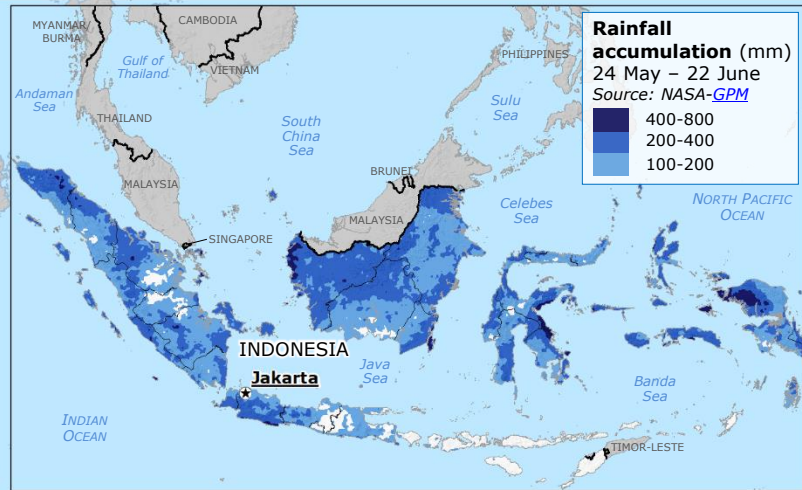 MYANMAR/
BURMA
CAMBODIA
Gulf of
Thailand
VIETNAM
PHILIPPINES
Andaman
Sea
THAILAND
South
China
Sea
Sulu
Sea
MALAYSIA
BRUNEI
MALAYSIA
Celebes
Sea
NORTH PACIFIC
OCEAN
SINGAPORE
INDONESIA
Jakarta
Java
Sea
Banda
Sea
INDIAN
OCEAN
TIMOR-LESTE
Rainfall
accumulation (mm)
24 May – 22 June
Source: NASA-GPM
400-800
200-400
100-200